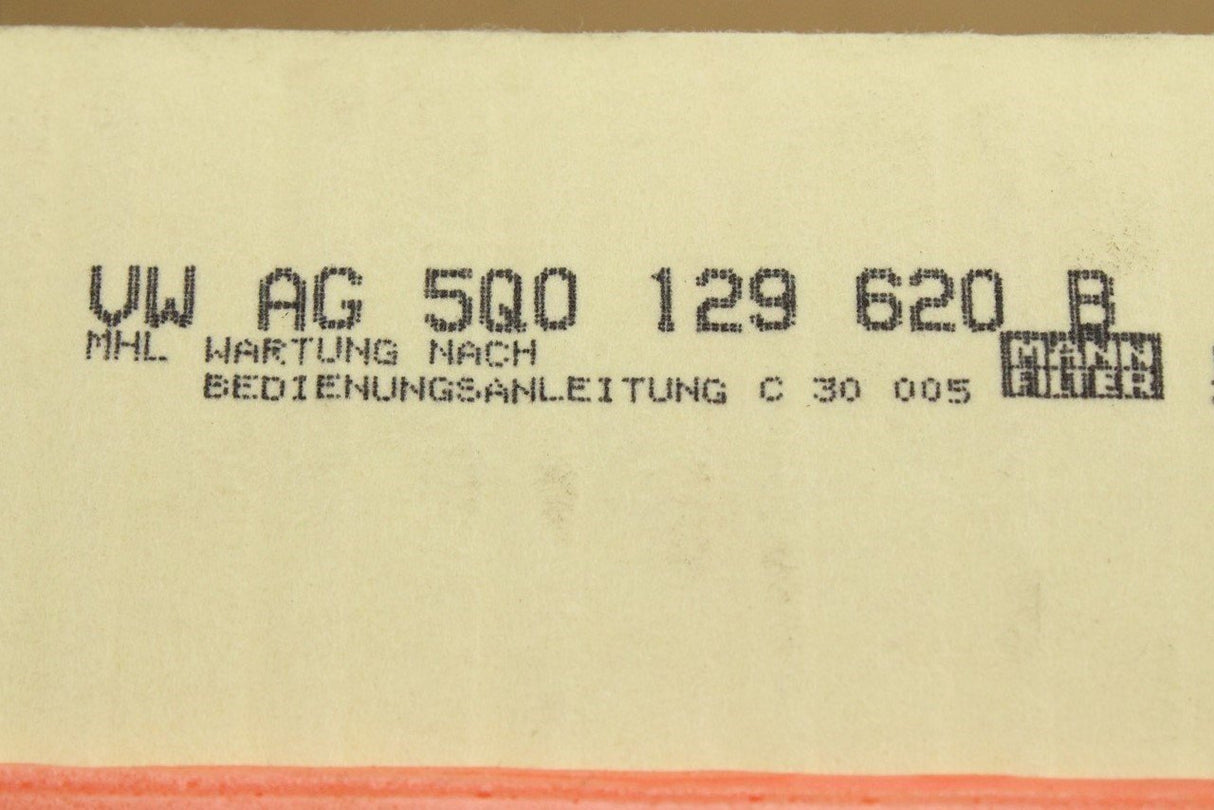 VW AG 5Q0 129 620 B
MHL WARTUNG NACH
BEDIENUNGSANLEITUNG C 30 005
MANN
FILTER